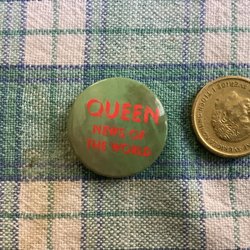 QUEEN
NEWS OF
THE WORLD